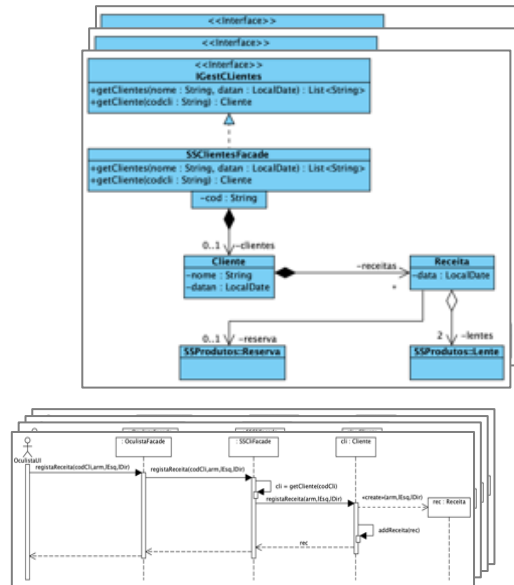 <<Interface>>
<<Interface>>
<<Interface>>
IGestCLientes
+getClientes(nome : String, datan : LocalDate) : List<String>
+getCliente(codcli : String) : Cliente
SSClientesFacade
+getClientes(nome : String, datan : LocalDate) : List<String>
+getCliente(codcli : String) : Cliente
-cod : String
0..1 -clientes
Cliente
-nome : String
-datan : LocalDate
-receitas
*
Receita
-data : LocalDate
0..1 -reserva
2 -lentes
SSProdutos::Reserva
SSProdutos::Lente
: OculistaFacade
: SSCliFacade
cli : Cliente
OculistaUI
registaReceita(codCli,arm,lEsq,lDir)
registaReceita(codCli,arm,lEsq,lDir)
cli = getCliente(codCli)
registaReceita(arm,lEsq,lDir)
<create>(arm,lEsq,lDir)
rec : Receita
addReceita(rec)
rec